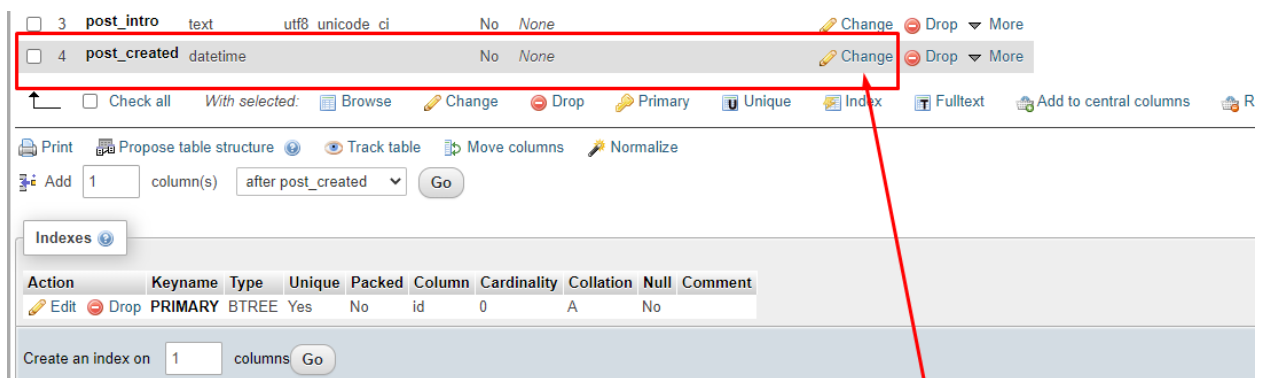 3 post_intro text utf8_unicode_ci No None Change Drop More
4 post_created datetime No None Change Drop More
Check all With selected: Browse Change Drop Primary Unique Index Fulltext Add to central columns R
Print Propose table structure Track table Move columns Normalize
Add 1 column(s) after post_created Go
Indexes
Action Keyname Type Unique Packed Column Cardinality Collation Null Comment
Edit Drop PRIMARY BTREE Yes No id 0 A No
Create an index on 1 columns Go